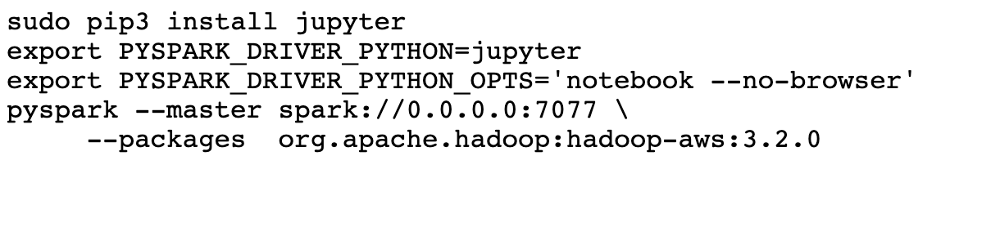 sudo pip3 install jupyter
export PYSPARK_DRIVER_PYTHON=jupyter
export PYSPARK_DRIVER_PYTHON_OPTS='notebook --no-browser'
pyspark --master spark://0.0.0.0:7077 \
     --packages  org.apache.hadoop:hadoop-aws:3.2.0